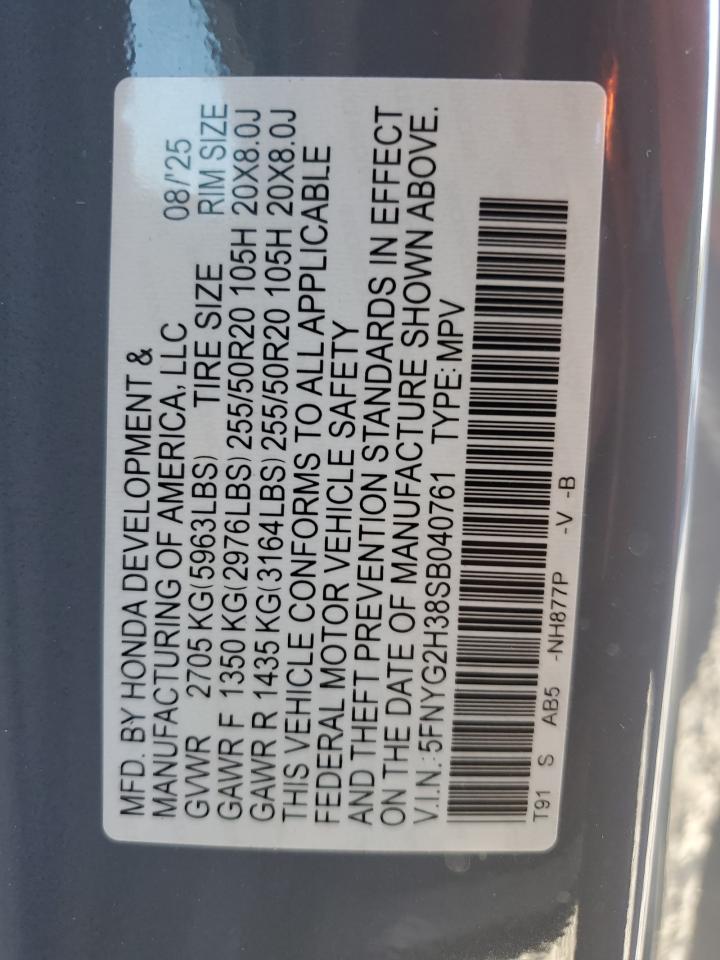 MFD. BY HONDA DEVELOPMENT &
MANUFACTURING OF AMERICA, LLC 08/'25
GVWR 2705 KG(5963LBS) TIRE SIZE RIM SIZE
GAWR F 1350 KG(2976LBS) 255/50R20 105H 20X8.0J
GAWR R 1435 KG(3164LBS) 255/50R20 105H 20X8.0J
THIS VEHICLE CONFORMS TO ALL APPLICABLE
FEDERAL MOTOR VEHICLE SAFETY
AND THEFT PREVENTION STANDARDS IN EFFECT
ON THE DATE OF MANUFACTURE SHOWN ABOVE.
V.I.N.: 5FNYG2H38SB040761 TYPE: MPV
T91 S AB5 -NH877P -V -B